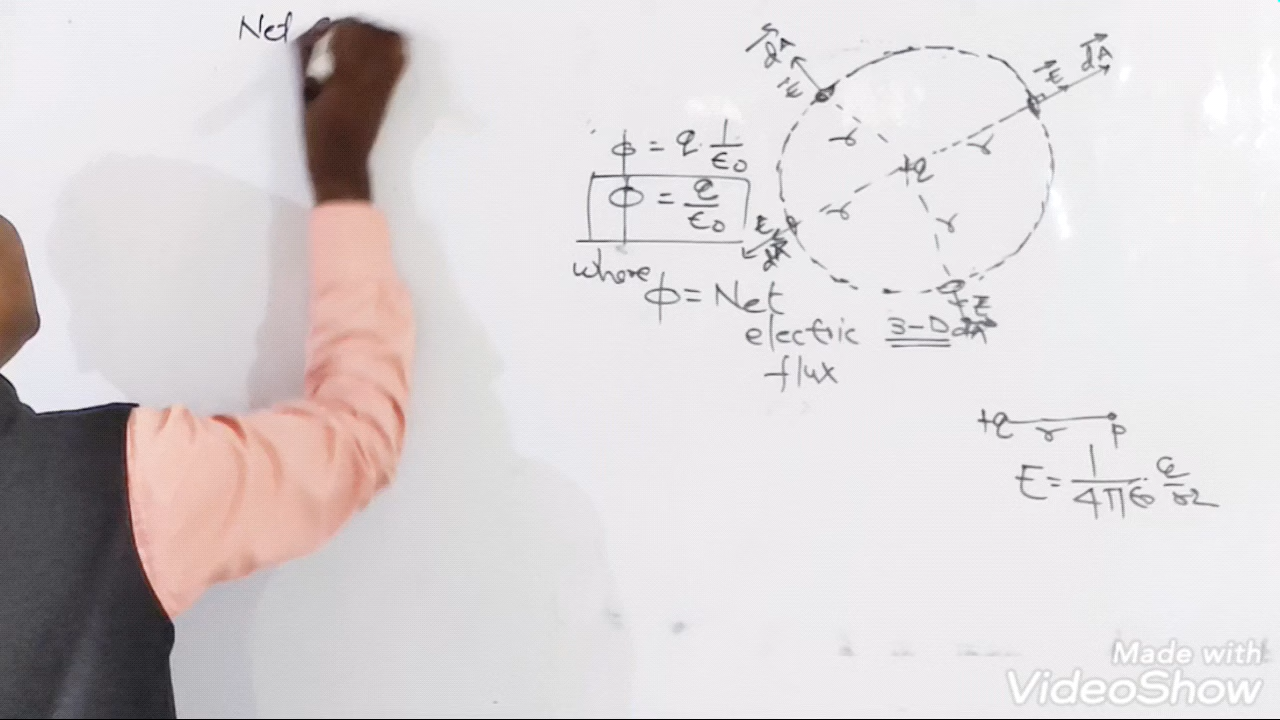 Net
ϕ = q · 1/ϵ0
ϕ = q/ϵ0
where
ϕ = Net
electric
flux
dA
E
E
dA
r
r
+q
r
r
E
dA
E
3-D dA
+q r p
E = 1/4πϵ0 · q/r2
Made with
VideoShow